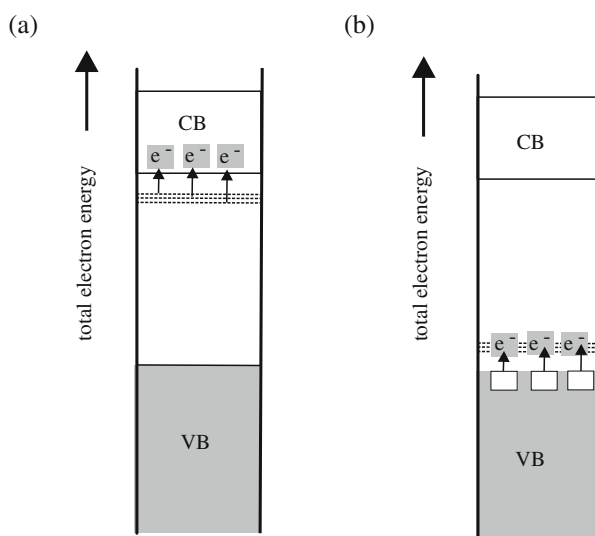 (a)
total electron energy
CB
e⁻ e⁻ e⁻
VB
(b)
total electron energy
CB
e⁻ e⁻ e⁻
VB